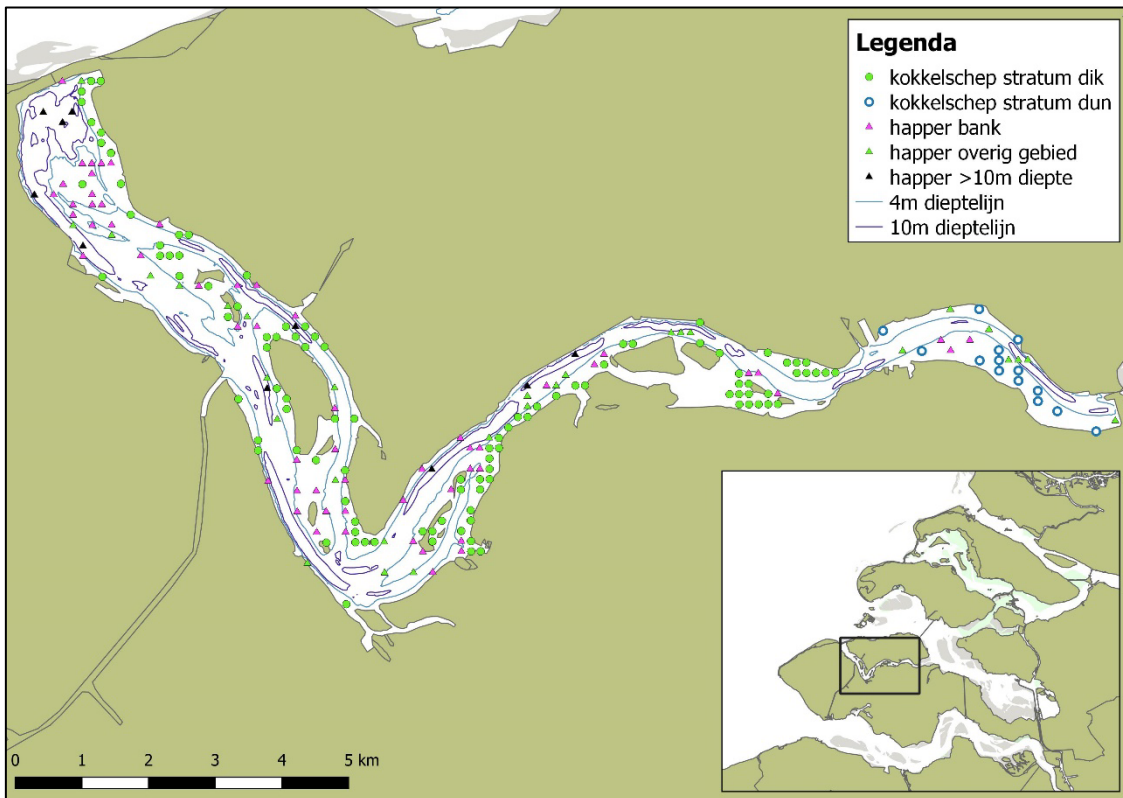 Legenda
kokkelschep stratum dik
kokkelschep stratum dun
happer bank
happer overig gebied
happer >10m diepte
4m dieptelijn
10m dieptelijn
0 1 2 3 4 5 km